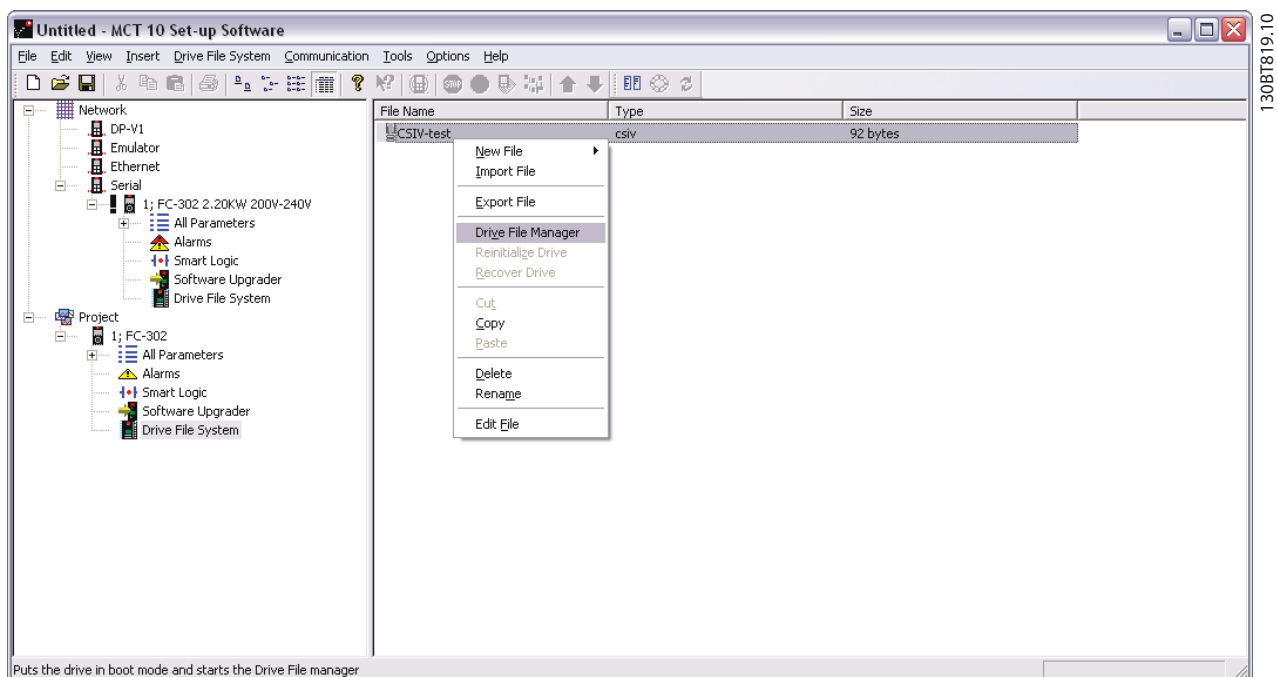 Untitled - MCT 10 Set-up Software
File Edit View Insert Drive File System Communication Tools Options Help
STOP
Network
DP-V1
Emulator
Ethernet
Serial
1; FC-302 2.20KW 200V-240V
All Parameters
Alarms
Smart Logic
Software Upgrader
Drive File System
Project
1; FC-302
All Parameters
Alarms
Smart Logic
Software Upgrader
Drive File System
File Name Type Size
CSIV-test csiv 92 bytes
New File
Import File
Export File
Drive File Manager
Reinitialize Drive
Recover Drive
Cut
Copy
Paste
Delete
Rename
Edit File
Puts the drive in boot mode and starts the Drive File manager
130BT819.10